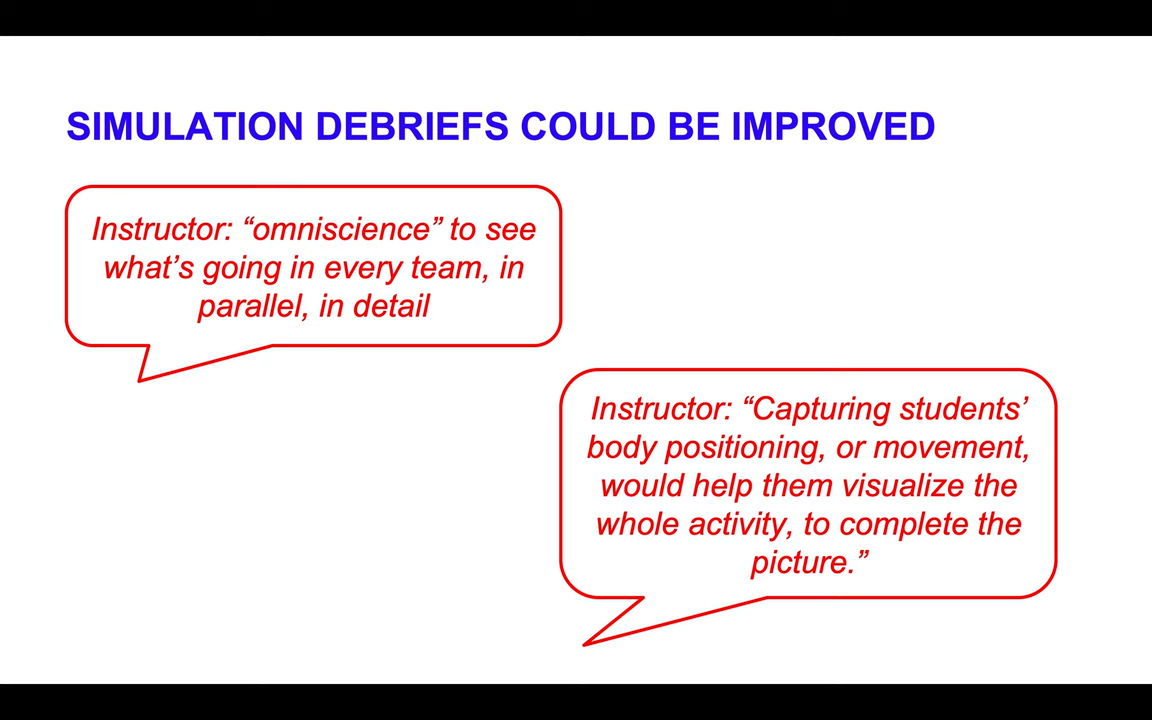 SIMULATION DEBRIEFS COULD BE IMPROVED
Instructor: “omniscience” to see
what’s going in every team, in
parallel, in detail
Instructor: “Capturing students’
body positioning, or movement,
would help them visualize the
whole activity, to complete the
picture.”